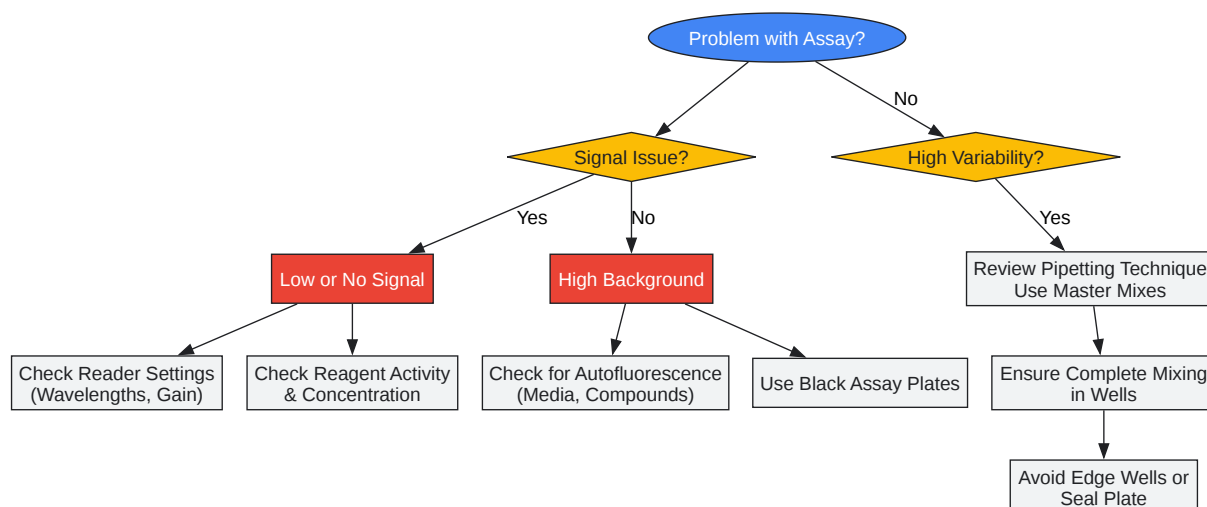 Problem with Assay?
No
Signal Issue?
High Variability?
Yes
No
Yes
Low or No Signal
High Background
Review Pipetting Technique
Use Master Mixes
Check Reader Settings
(Wavelengths, Gain)
Check Reagent Activity
& Concentration
Check for Autofluorescence
(Media, Compounds)
Use Black Assay Plates
Ensure Complete Mixing
in Wells
Avoid Edge Wells or
Seal Plate